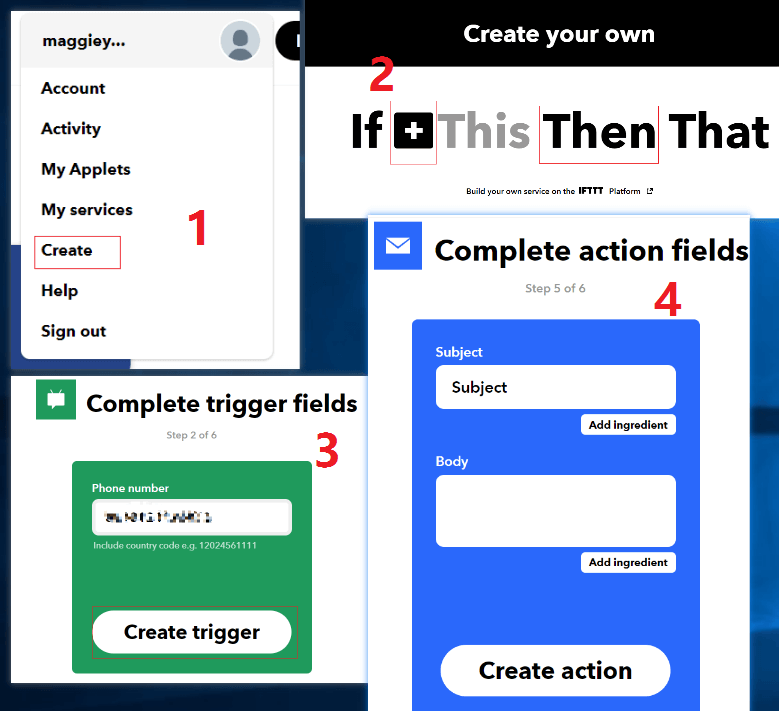 maggiey...
Account
Activity
My Applets
My services
Create
Help
Sign out
1
Create your own
2
If + This Then That
Build your own service on the IFTTT Platform
Complete trigger fields
Step 2 of 6
3
Phone number
Include country code e.g. 12024561111
Create trigger
Complete action fields
Step 5 of 6
4
Subject
Subject
Add ingredient
Body
Add ingredient
Create action